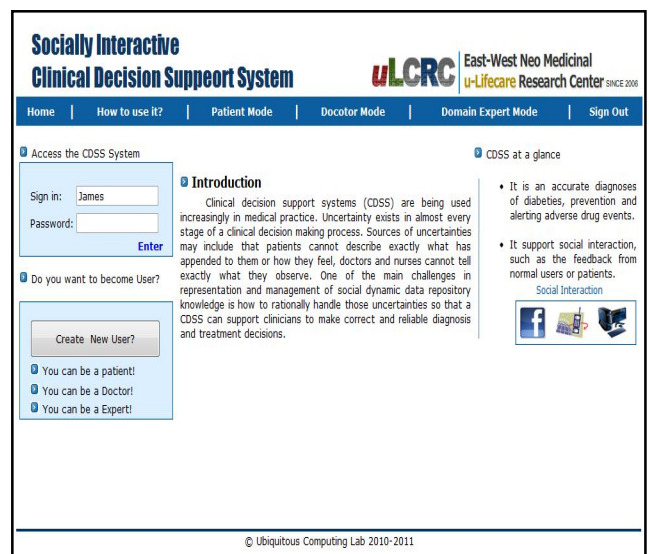 Socially Interactive
Clinical Decision Suppeort System
uLCRC
East-West Neo Medicinal
u-Lifecare Research Center SINCE 2006
Home | How to use it? | Patient Mode | Docotor Mode | Domain Expert Mode | Sign Out
Access the CDSS System
Sign in: James
Password:
Enter
Do you want to become User?
Create New User?
You can be a patient!
You can be a Doctor!
You can be a Expert!
Introduction
Clinical decision support systems (CDSS) are being used
increasingly in medical practice. Uncertainty exists in almost every
stage of a clinical decision making process. Sources of uncertainties
may include that patients cannot describe exactly what has
appended to them or how they feel, doctors and nurses cannot tell
exactly what they observe. One of the main challenges in
representation and management of social dynamic data repository
knowledge is how to rationally handle those uncertainties so that a
CDSS can support clinicians to make correct and reliable diagnosis
and treatment decisions.
CDSS at a glance
• It is an accurate diagnoses
of diabeties, prevention and
alerting adverse drug events.
• It support social interaction,
such as the feedback from
normal users or patients.
Social Interaction
f
© Ubiquitous Computing Lab 2010-2011